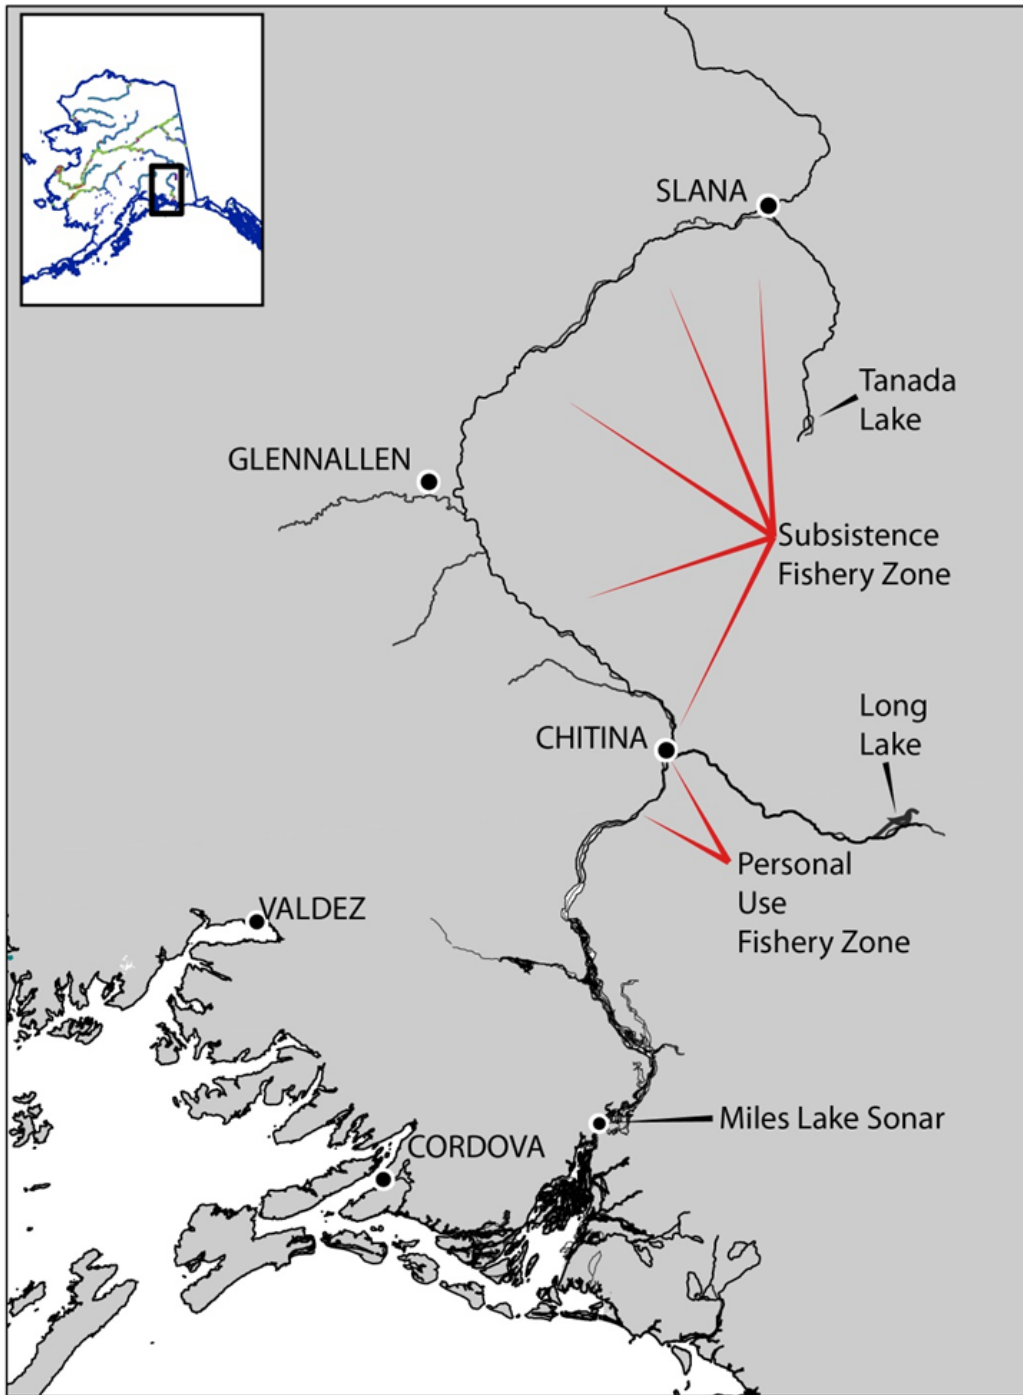 SLANA
Tanada
Lake
GLENNALLEN
Subsistence
Fishery Zone
Long
Lake
CHITINA
Personal
Use
Fishery Zone
VALDEZ
Miles Lake Sonar
CORDOVA